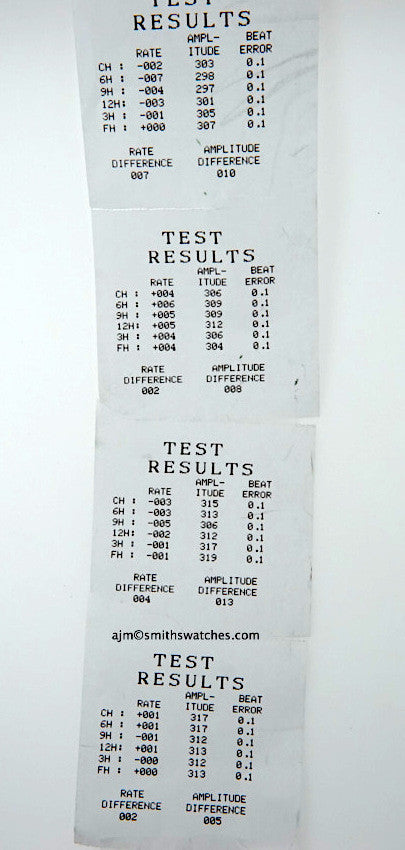 TEST
RESULTS
AMPL- BEAT
RATE ITUDE ERROR
CH : -002 303 0.1
6H : -007 298 0.1
9H : -004 297 0.1
12H: -003 301 0.1
3H : -001 305 0.1
FH : +000 307 0.1
RATE AMPLITUDE
DIFFERENCE DIFFERENCE
007 010
TEST
RESULTS
AMPL- BEAT
RATE ITUDE ERROR
CH : +004 306 0.1
6H : +006 309 0.1
9H : +005 309 0.1
12H: +005 312 0.1
3H : +004 306 0.1
FH : +004 304 0.1
RATE AMPLITUDE
DIFFERENCE DIFFERENCE
002 008
TEST
RESULTS
AMPL- BEAT
RATE ITUDE ERROR
CH : -003 315 0.1
6H : -003 313 0.1
9H : -005 306 0.1
12H: -002 312 0.1
3H : -001 317 0.1
FH : -001 319 0.1
RATE AMPLITUDE
DIFFERENCE DIFFERENCE
004 013
ajm©smithswatches.com
TEST
RESULTS
AMPL- BEAT
RATE ITUDE ERROR
CH : +001 317 0.1
6H : +001 317 0.1
9H : -001 312 0.1
12H: +001 313 0.1
3H : -000 312 0.1
FH : +000 313 0.1
RATE AMPLITUDE
DIFFERENCE DIFFERENCE
002 005